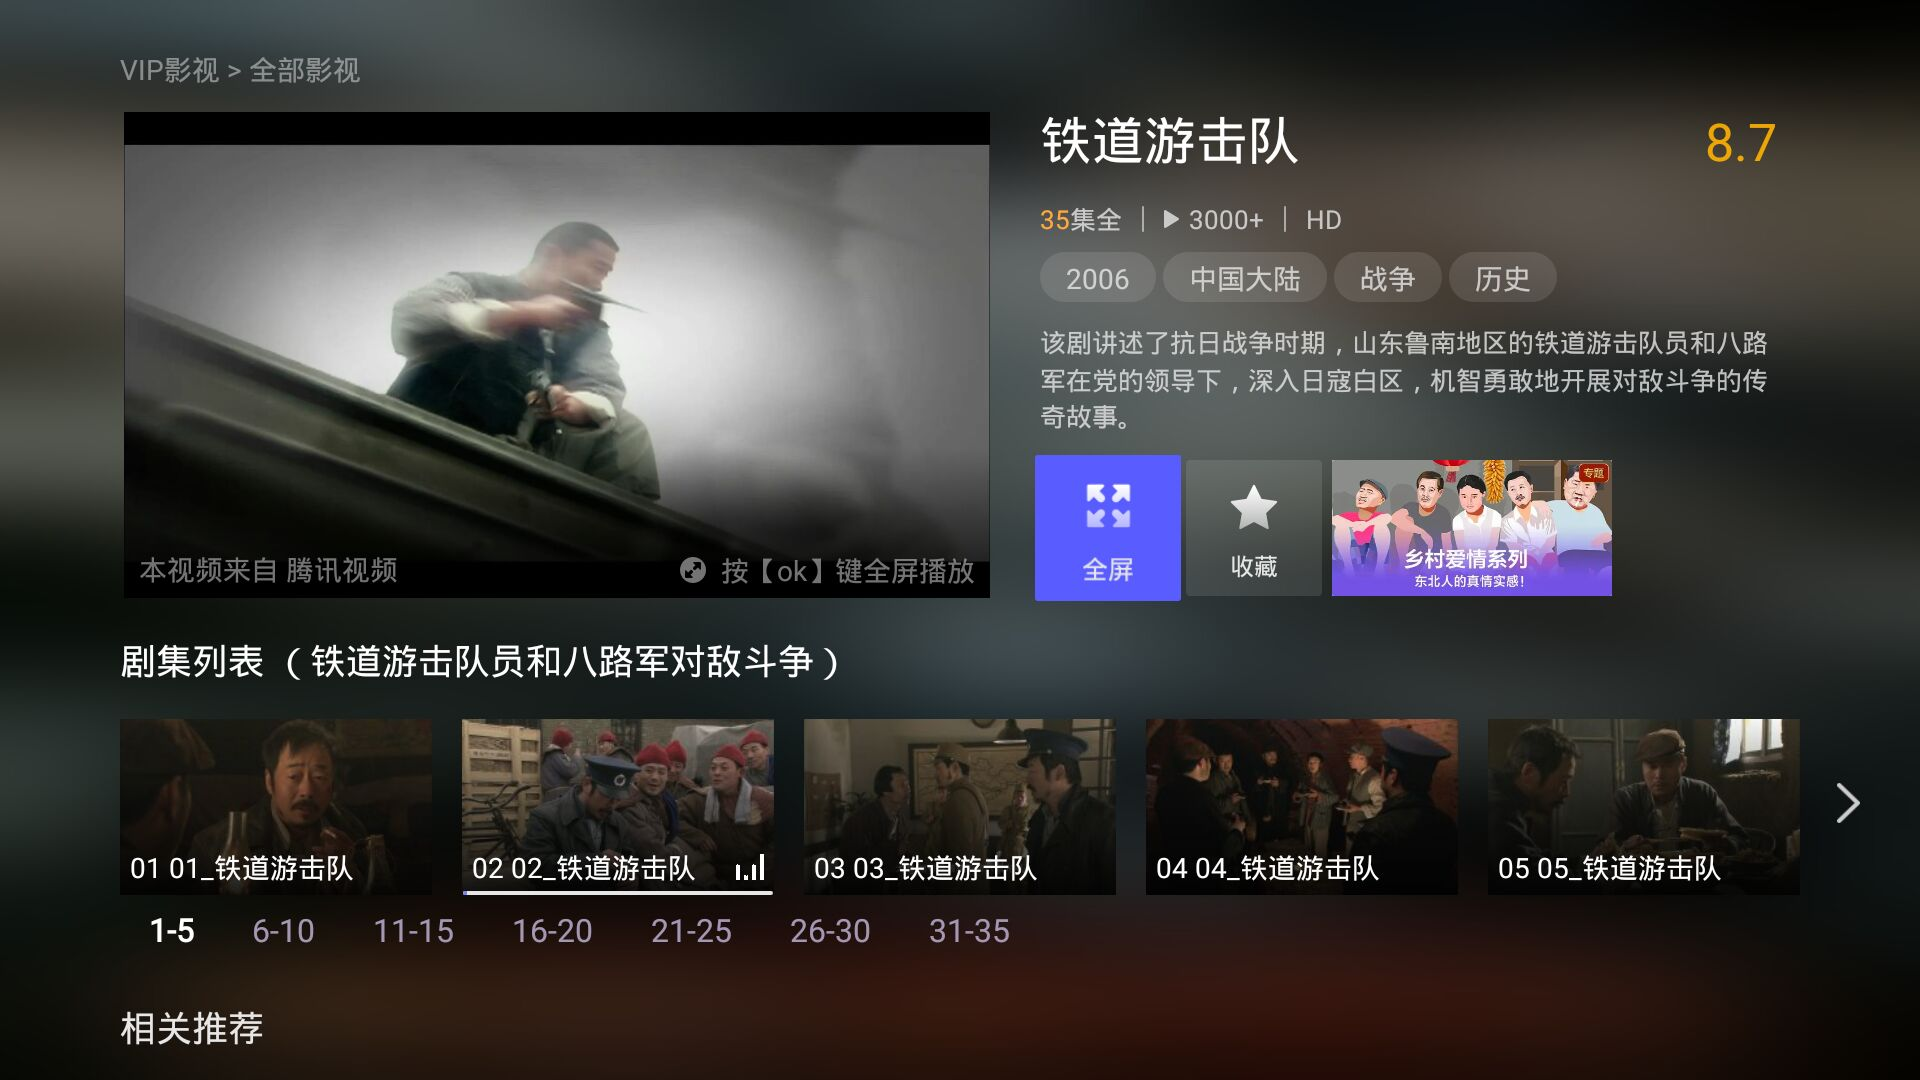 VIP影视 > 全部影视
本视频来自 腾讯视频
按【ok】键全屏播放
铁道游击队
8.7
35集全 | 3000+ | HD
2006 中国大陆 战争 历史
该剧讲述了抗日战争时期，山东鲁南地区的铁道游击队员和八路
军在党的领导下，深入日寇白区，机智勇敢地开展对敌斗争的传
奇故事。
全屏
收藏
专题
乡村爱情系列
东北人的真情实感！
剧集列表 （铁道游击队员和八路军对敌斗争）
01 01_铁道游击队
02 02_铁道游击队
03 03_铁道游击队
04 04_铁道游击队
05 05_铁道游击队
1-5 6-10 11-15 16-20 21-25 26-30 31-35
相关推荐